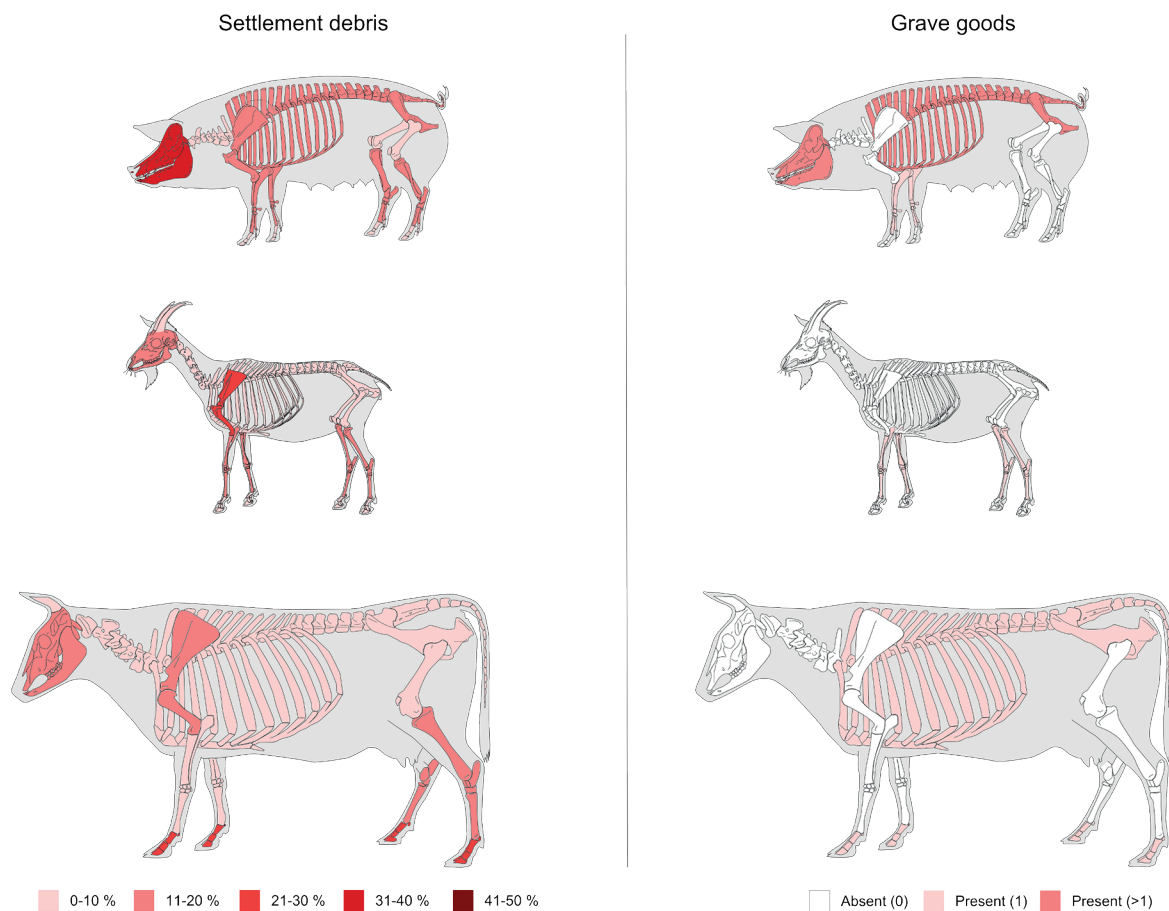 Settlement debris
Grave goods
0-10 %
11-20 %
21-30 %
31-40 %
41-50 %
Absent (0)
Present (1)
Present (>1)